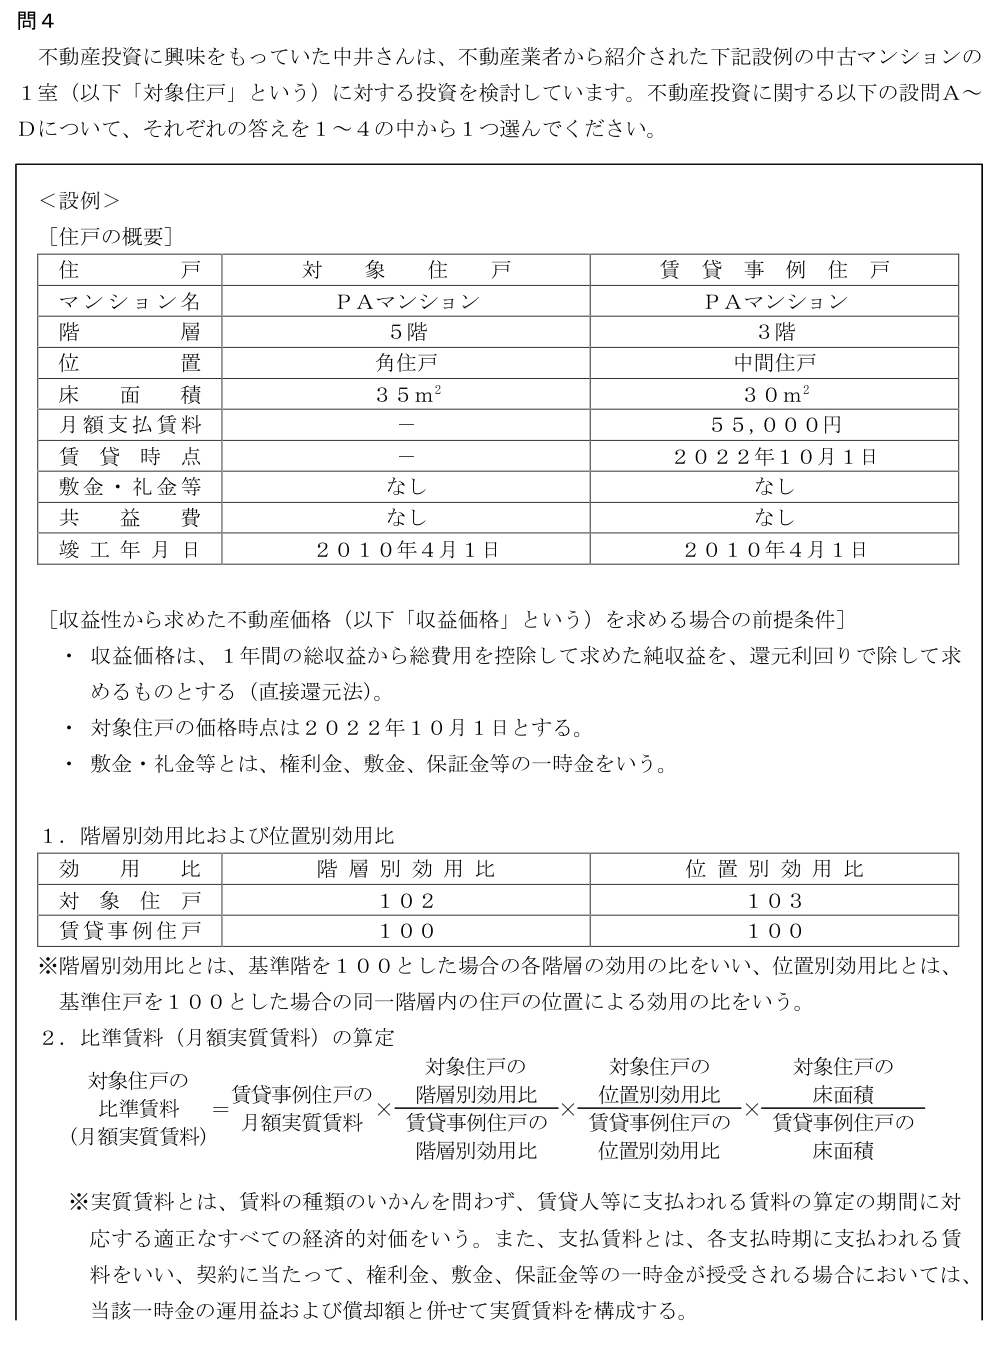 問４
不動産投資に興味をもっていた中井さんは、不動産業者から紹介された下記設例の中古マンションの
１室（以下「対象住戸」という）に対する投資を検討しています。不動産投資に関する以下の設問Ａ～
Ｄについて、それぞれの答えを１～４の中から１つ選んでください。
＜設例＞
［住戸の概要］
住戸 対象住戸 賃貸事例住戸
マンション名 ＰＡマンション ＰＡマンション
階層 ５階 ３階
位置 角住戸 中間住戸
床面積 ３５ｍ² ３０ｍ²
月額支払賃料 － ５５,０００円
賃貸時点 － ２０２２年１０月１日
敷金・礼金等 なし なし
共益費 なし なし
竣工年月日 ２０１０年４月１日 ２０１０年４月１日
［収益性から求めた不動産価格（以下「収益価格」という）を求める場合の前提条件］
・ 収益価格は、１年間の総収益から総費用を控除して求めた純収益を、還元利回りで除して求
めるものとする（直接還元法）。
・ 対象住戸の価格時点は２０２２年１０月１日とする。
・ 敷金・礼金等とは、権利金、敷金、保証金等の一時金をいう。
１．階層別効用比および位置別効用比
効用比 階層別効用比 位置別効用比
対象住戸 １０２ １０３
賃貸事例住戸 １００ １００
※階層別効用比とは、基準階を１００とした場合の各階層の効用の比をいい、位置別効用比とは、
基準住戸を１００とした場合の同一階層内の住戸の位置による効用の比をいう。
２．比準賃料（月額実質賃料）の算定
対象住戸の
比準賃料
（月額実質賃料）
＝
賃貸事例住戸の
月額実質賃料
×
対象住戸の
階層別効用比
賃貸事例住戸の
階層別効用比
×
対象住戸の
位置別効用比
賃貸事例住戸の
位置別効用比
×
対象住戸の
床面積
賃貸事例住戸の
床面積
※実質賃料とは、賃料の種類のいかんを問わず、賃貸人等に支払われる賃料の算定の期間に対
応する適正なすべての経済的対価をいう。また、支払賃料とは、各支払時期に支払われる賃
料をいい、契約に当たって、権利金、敷金、保証金等の一時金が授受される場合においては、
当該一時金の運用益および償却額と併せて実質賃料を構成する。